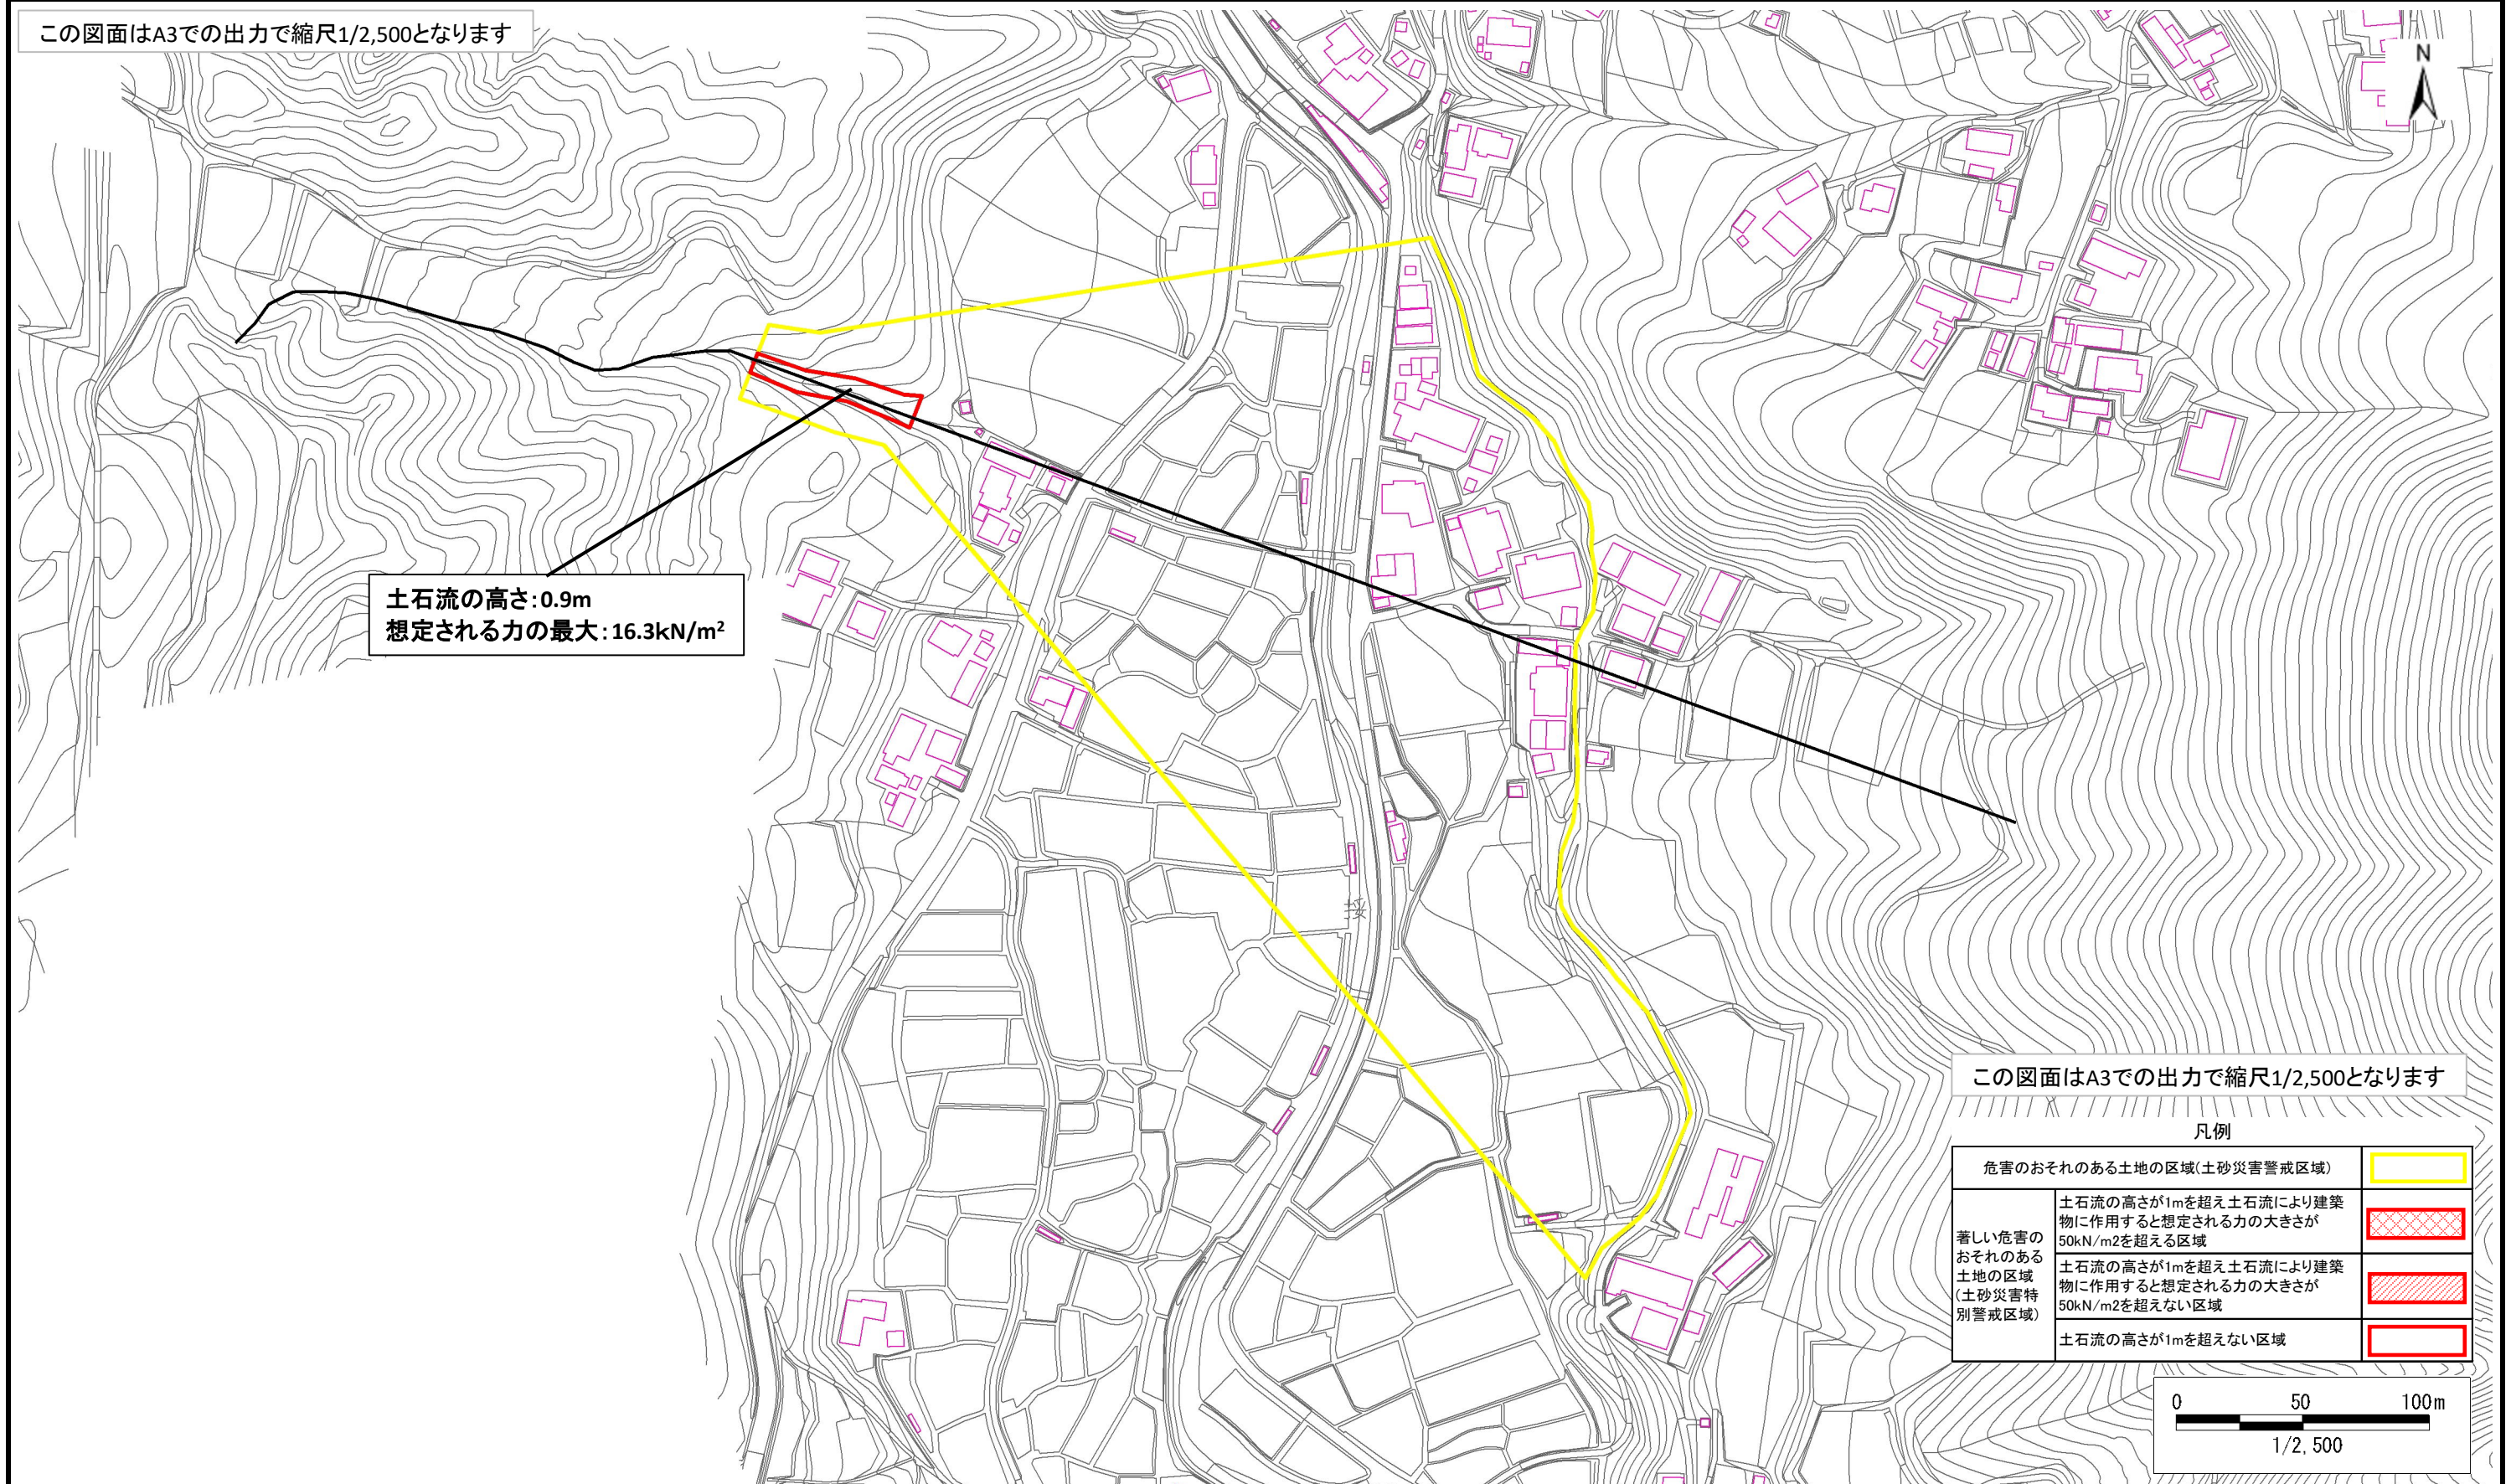 この図面はA3での出力で縮尺1/2,500となります
N
土石流の高さ:0.9m
想定される力の最大:16.3kN/m²
この図面はA3での出力で縮尺1/2,500となります
凡例
危害のおそれのある土地の区域(土砂災害警戒区域)
著しい危害の
おそれのある
土地の区域
(土砂災害特
別警戒区域)
土石流の高さが1mを超え土石流により建築
物に作用すると想定される力の大きさが
50kN/m2を超える区域
土石流の高さが1mを超え土石流により建築
物に作用すると想定される力の大きさが
50kN/m2を超えない区域
土石流の高さが1mを超えない区域
0 50 100m
1/2,500